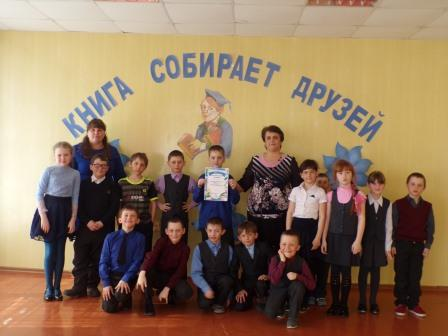 КНИГА СОБИРАЕТ ДРУЗЕЙ